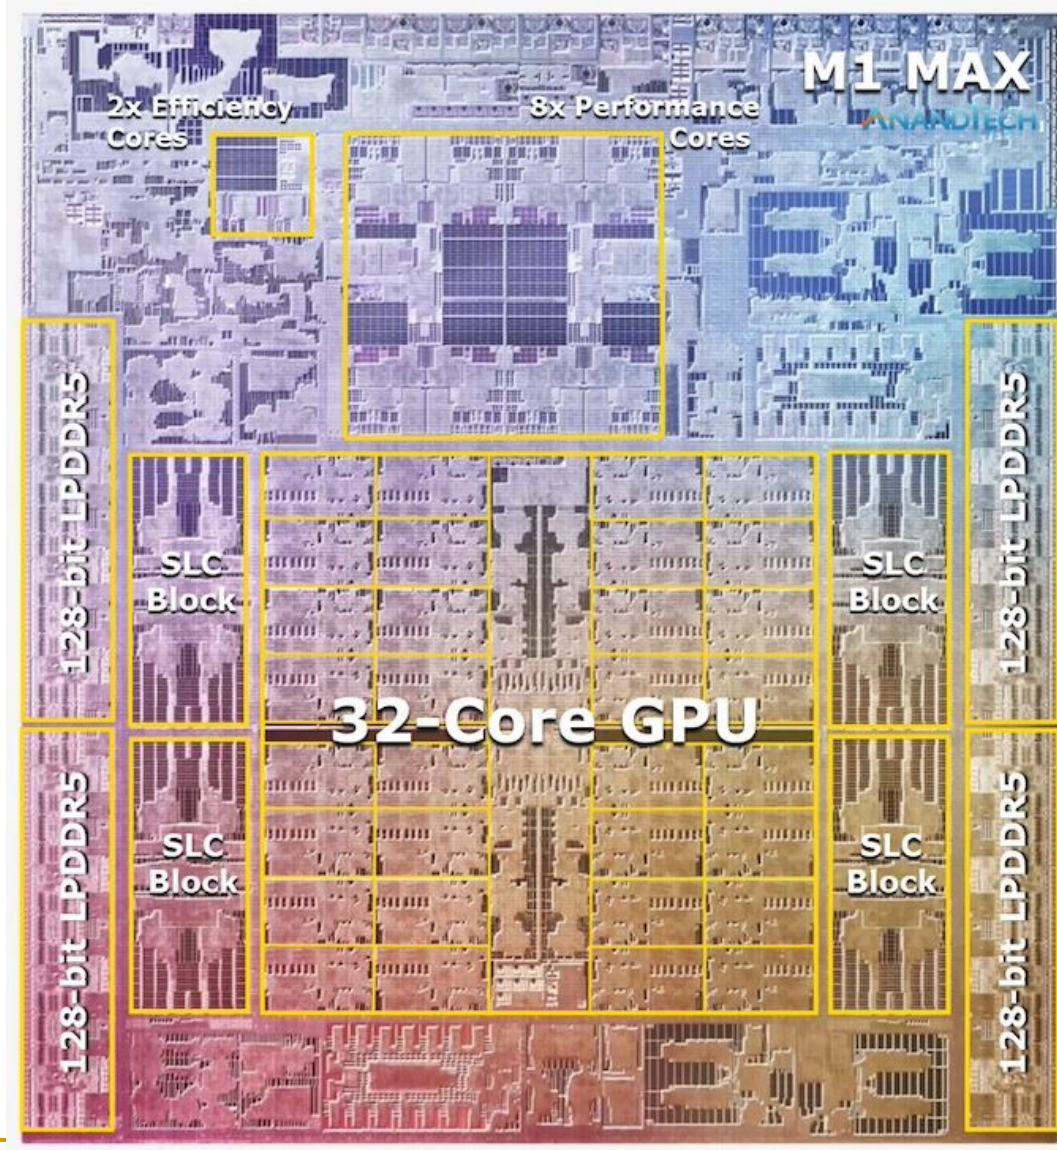 M1 MAX
ANANDTECH
2x Efficiency
Cores
8x Performance
Cores
128-bit LPDDR5
128-bit LPDDR5
SLC
Block
SLC
Block
32-Core GPU
128-bit LPDDR5
SLC
Block
SLC
Block
128-bit LPDDR5